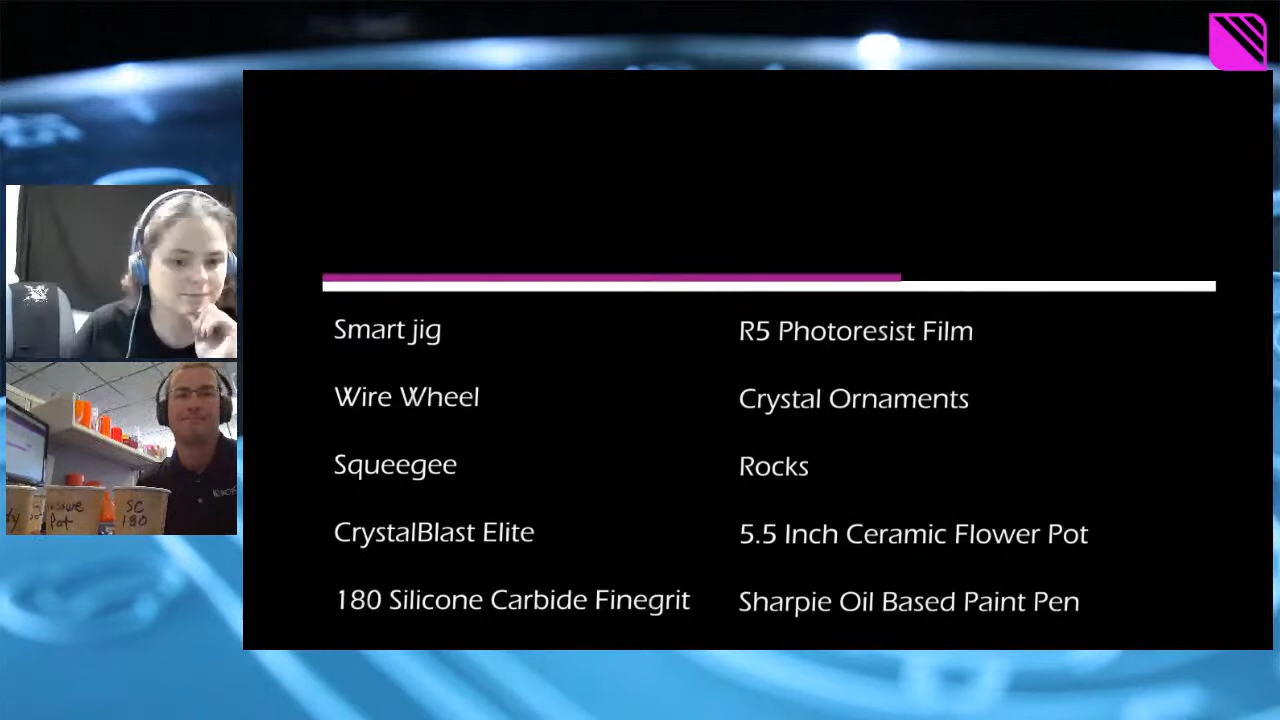 Smart jig
Wire Wheel
Squeegee
CrystalBlast Elite
180 Silicone Carbide Finegrit
R5 Photoresist Film
Crystal Ornaments
Rocks
5.5 Inch Ceramic Flower Pot
Sharpie Oil Based Paint Pen
Pot
SC
180